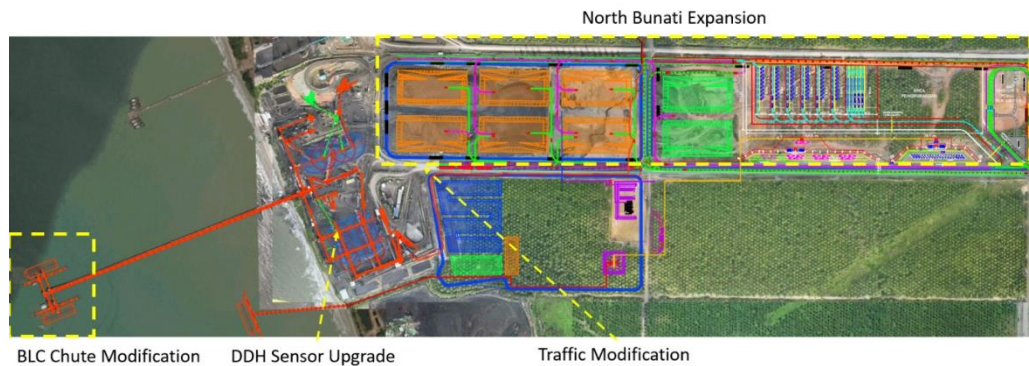 North Bunati Expansion
BLC Chute Modification
DDH Sensor Upgrade
Traffic Modification